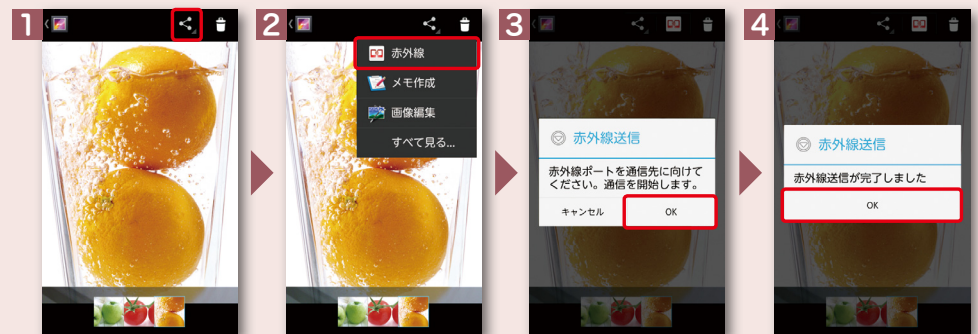 1
2
赤外線
メモ作成
画像編集
すべて見る...
3
赤外線送信
赤外線ポートを通信先に向けて
ください。通信を開始します。
キャンセル
OK
4
赤外線送信
赤外線送信が完了しました
OK